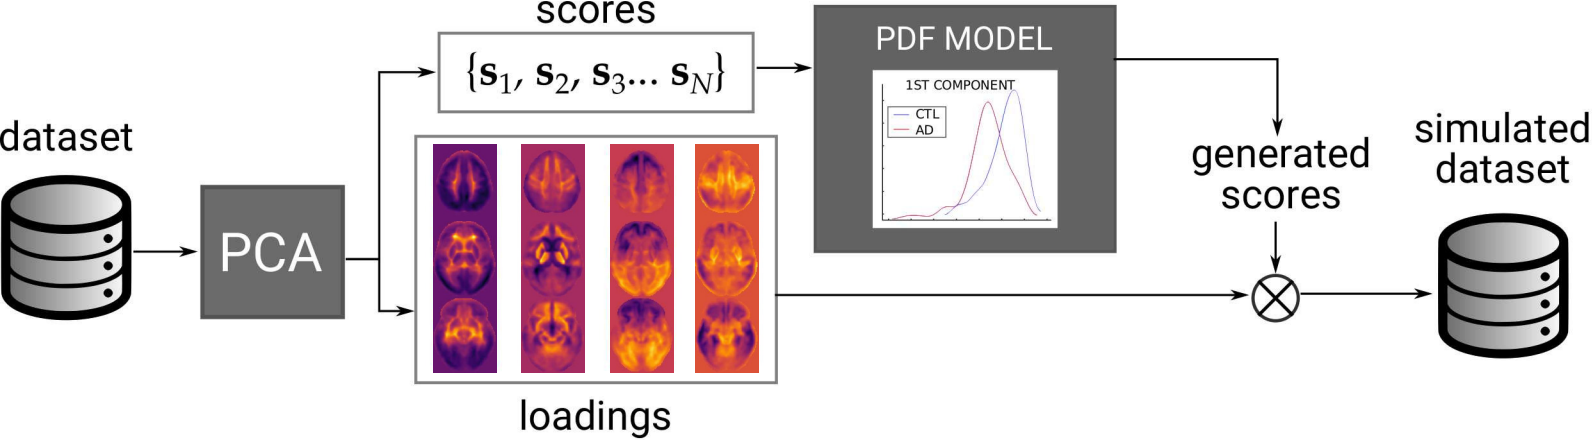 scores
{s1, s2, s3... sN}
PDF MODEL
1ST COMPONENT
CTL
AD
dataset
PCA
generated
scores
simulated
dataset
loadings